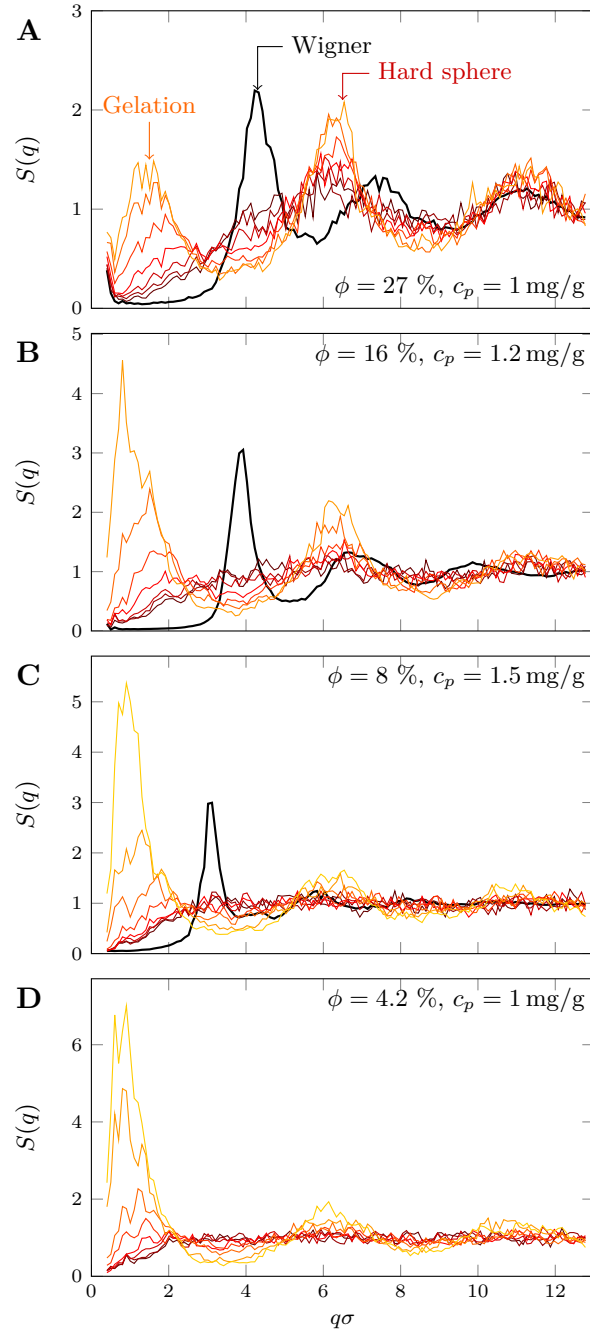 A
3
Wigner
Hard sphere
Gelation
2
S(q)
1
0
ϕ = 27 %, c_p = 1 mg/g
B
5
ϕ = 16 %, c_p = 1.2 mg/g
4
3
S(q)
2
1
0
C
ϕ = 8 %, c_p = 1.5 mg/g
5
4
3
S(q)
2
1
0
D
ϕ = 4.2 %, c_p = 1 mg/g
6
4
S(q)
2
0
0 2 4 6 8 10 12
qσ